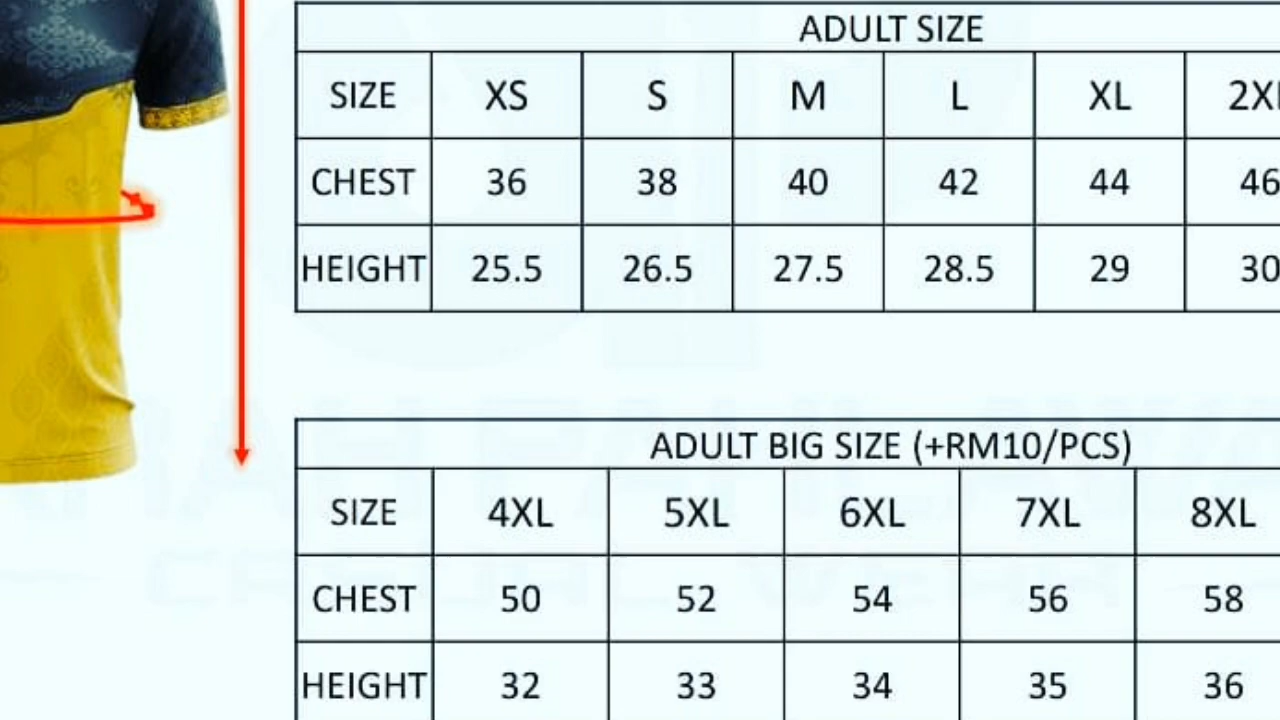 ADULT SIZE
SIZE XS S M L XL
CHEST 36 38 40 42 44 46
HEIGHT 25.5 26.5 27.5 28.5 29 30
ADULT BIG SIZE (+RM10/PCS)
SIZE 4XL 5XL 6XL 7XL 8XL
CHEST 50 52 54 56 58
HEIGHT 32 33 34 35 36